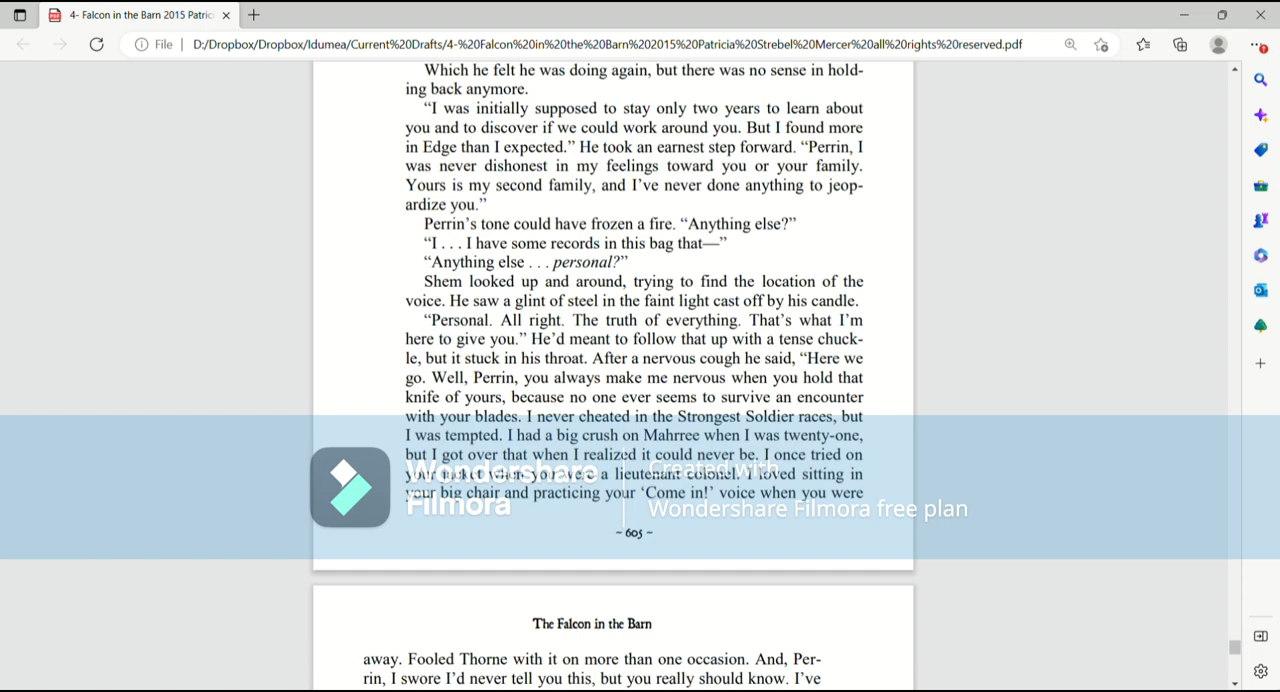 4- Falcon in the Barn 2015 Patric
File | D:/Dropbox/Dropbox/Idumea/Current%20Drafts/4-%20Falcon%20in%20the%20Barn%202015%20Patricia%20Strebel%20Mercer%20all%20rights%20reserved.pdf
Which he felt he was doing again, but there was no sense in hold-
ing back anymore.
“I was initially supposed to stay only two years to learn about
you and to discover if we could work around you. But I found more
in Edge than I expected.” He took an earnest step forward. “Perrin, I
was never dishonest in my feelings toward you or your family.
Yours is my second family, and I’ve never done anything to jeop-
ardize you.”
Perrin’s tone could have frozen a fire. “Anything else?”
“I . . . I have some records in this bag that—”
“Anything else . . . personal?”
Shem looked up and around, trying to find the location of the
voice. He saw a glint of steel in the faint light cast off by his candle.
“Personal. All right. The truth of everything. That’s what I’m
here to give you.” He’d meant to follow that up with a tense chuck-
le, but it stuck in his throat. After a nervous cough he said, “Here we
go. Well, Perrin, you always make me nervous when you hold that
knife of yours, because no one ever seems to survive an encounter
with your blades. I never cheated in the Strongest Soldier races, but
I was tempted. I had a big crush on Mahrree when I was twenty-one,
but I got over that when I realized it could never be. I once tried on
your jacket when you were a lieutenant colonel. I loved sitting in
your big chair and practicing your ‘Come in!’ voice when you were
Wondershare
Filmora
Created with
Wondershare Filmora free plan
~ 605 ~
The Falcon in the Barn
away. Fooled Thorne with it on more than one occasion. And, Per-
rin, I swore I’d never tell you this, but you really should know. I’ve